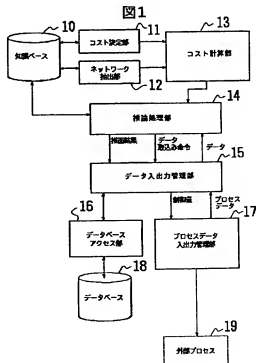 図1
10
11
13
知識ベース
コスト決定部
コスト計算部
ネットワーク
抽出部
12
14
推論処理部
推論結果
データ
取込み命令
データ
15
データ入出力管理部
16
制御量
プロセス
データ
17
データベース
アクセス部
プロセスデータ
入出力管理部
18
データベース
19
外部プロセス